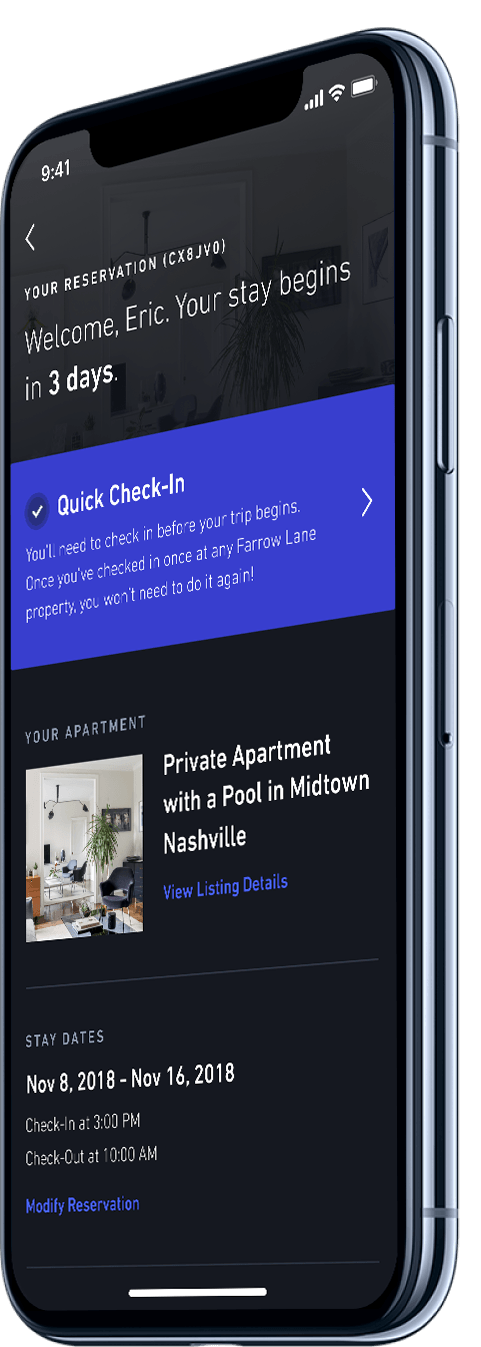 9:41
YOUR RESERVATION (CX8JV0)
Welcome, Eric. Your stay begins
in 3 days.
Quick Check-In
You'll need to check in before your trip begins.
Once you've checked in once at any Farrow Lane
property, you won't need to do it again!
YOUR APARTMENT
Private Apartment
with a Pool in Midtown
Nashville
View Listing Details
STAY DATES
Nov 8, 2018 - Nov 16, 2018
Check-In at 3:00 PM
Check-Out at 10:00 AM
Modify Reservation